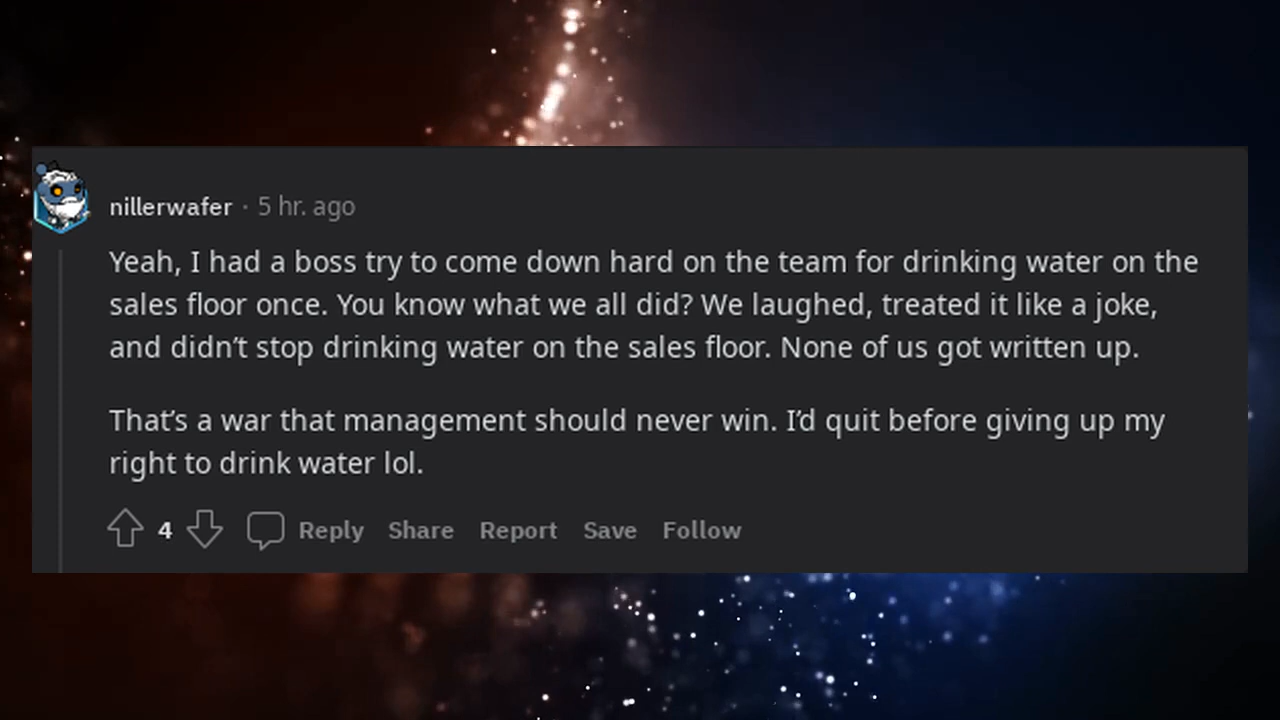 nillerwafer · 5 hr. ago
Yeah, I had a boss try to come down hard on the team for drinking water on the
sales floor once. You know what we all did? We laughed, treated it like a joke,
and didn’t stop drinking water on the sales floor. None of us got written up.
That’s a war that management should never win. I’d quit before giving up my
right to drink water lol.
4 Reply Share Report Save Follow